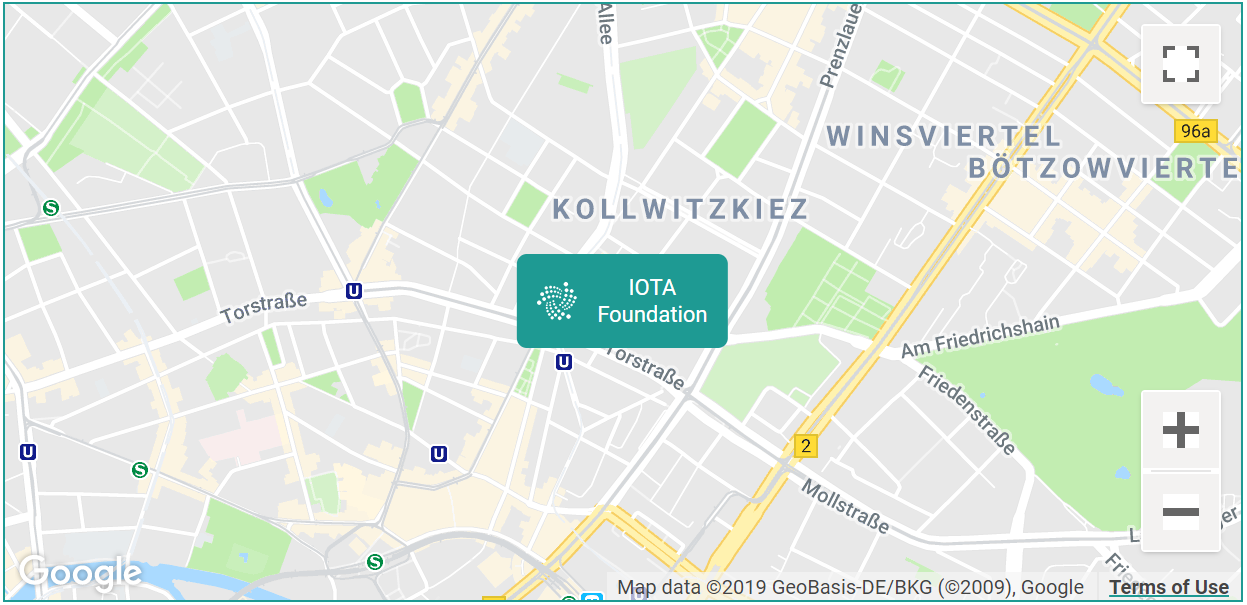 Allee
Prenzlaue
96a
WINSVIERTEL
BÖTZOWVIERTE
S
KOLLWITZKIEZ
U
Torstraße
IOTA
Foundation
Am Friedrichshain
U
Torstraße
Friedenstraße
2
U
U
S
Mollstraße
S
Google
Map data ©2019 GeoBasis-DE/BKG (©2009), Google
Terms of Use